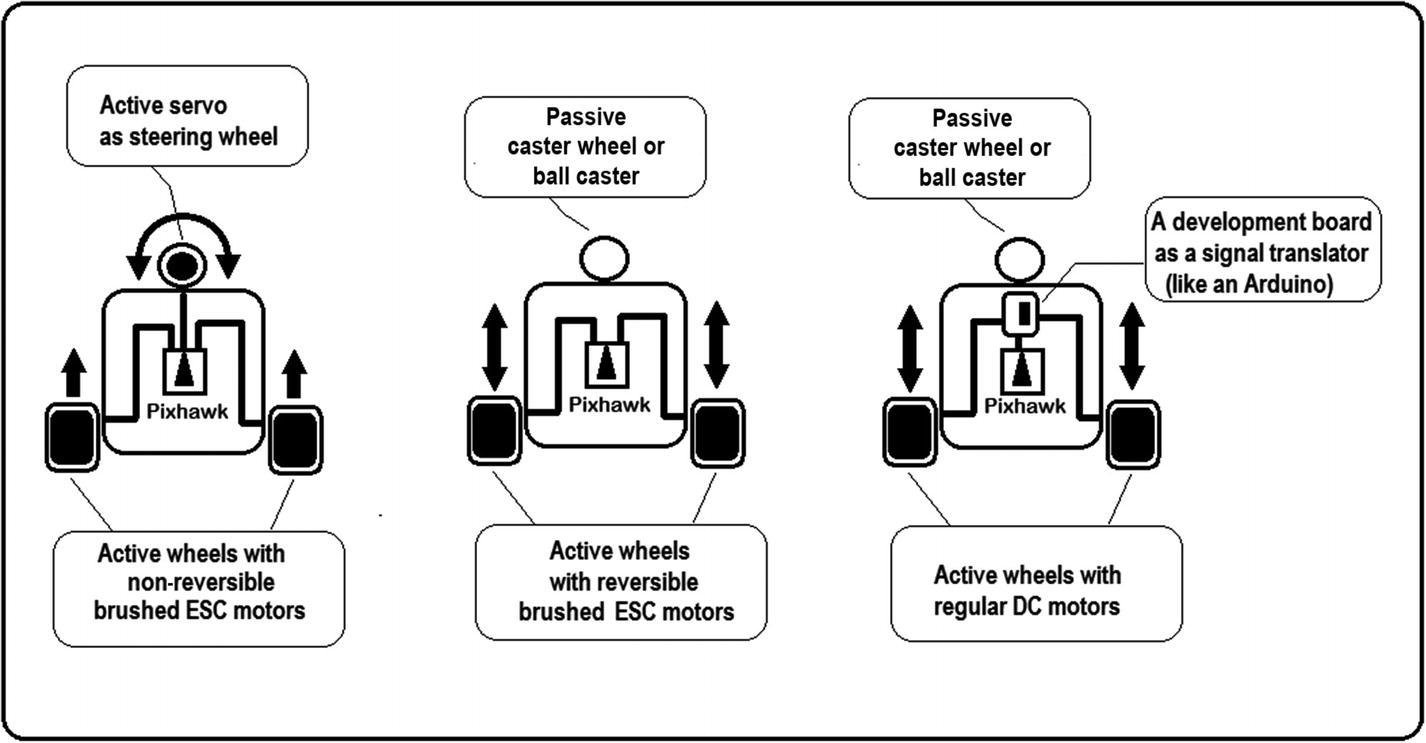 Active servo
as steering wheel
Pixhawk
Active wheels with
non-reversible
brushed ESC motors
Passive
caster wheel or
ball caster
Pixhawk
Active wheels
with reversible
brushed ESC motors
Passive
caster wheel or
ball caster
A development board
as a signal translator
(like an Arduino)
Pixhawk
Active wheels with
regular DC motors